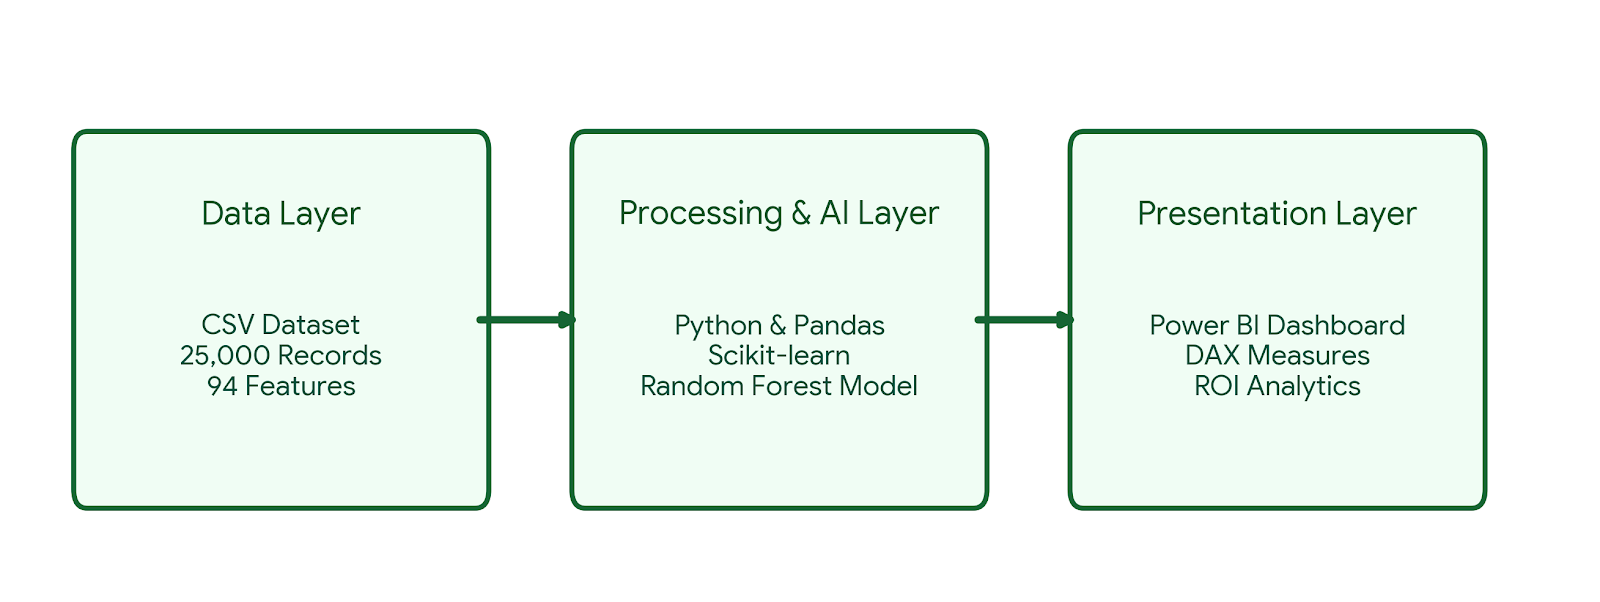 Data Layer
CSV Dataset
25,000 Records
94 Features
Processing & AI Layer
Python & Pandas
Scikit-learn
Random Forest Model
Presentation Layer
Power BI Dashboard
DAX Measures
ROI Analytics